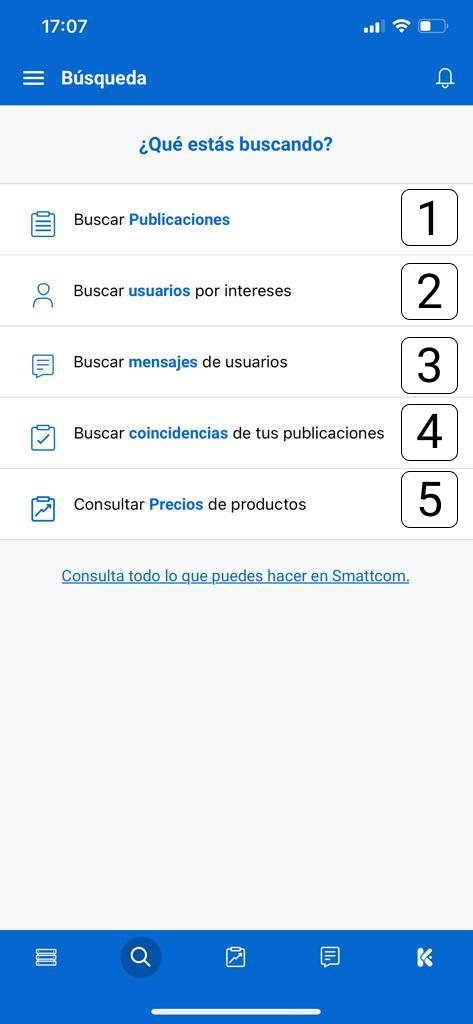 17:07
Búsqueda
¿Qué estás buscando?
Buscar Publicaciones 1
Buscar usuarios por intereses 2
Buscar mensajes de usuarios 3
Buscar coincidencias de tus publicaciones 4
Consultar Precios de productos 5
Consulta todo lo que puedes hacer en Smattcom.